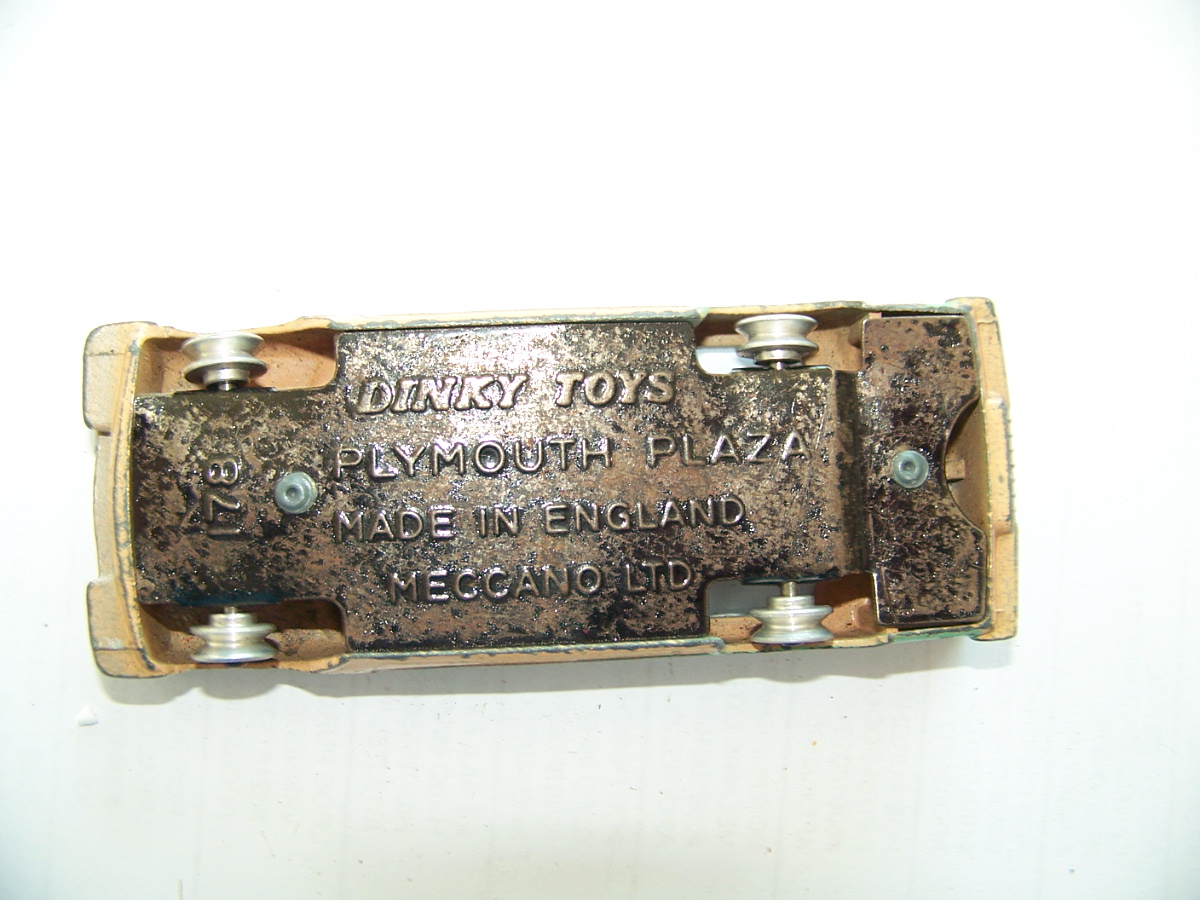 DINKY TOYS
PLYMOUTH PLAZA
MADE IN ENGLAND
MECCANO LTD
178